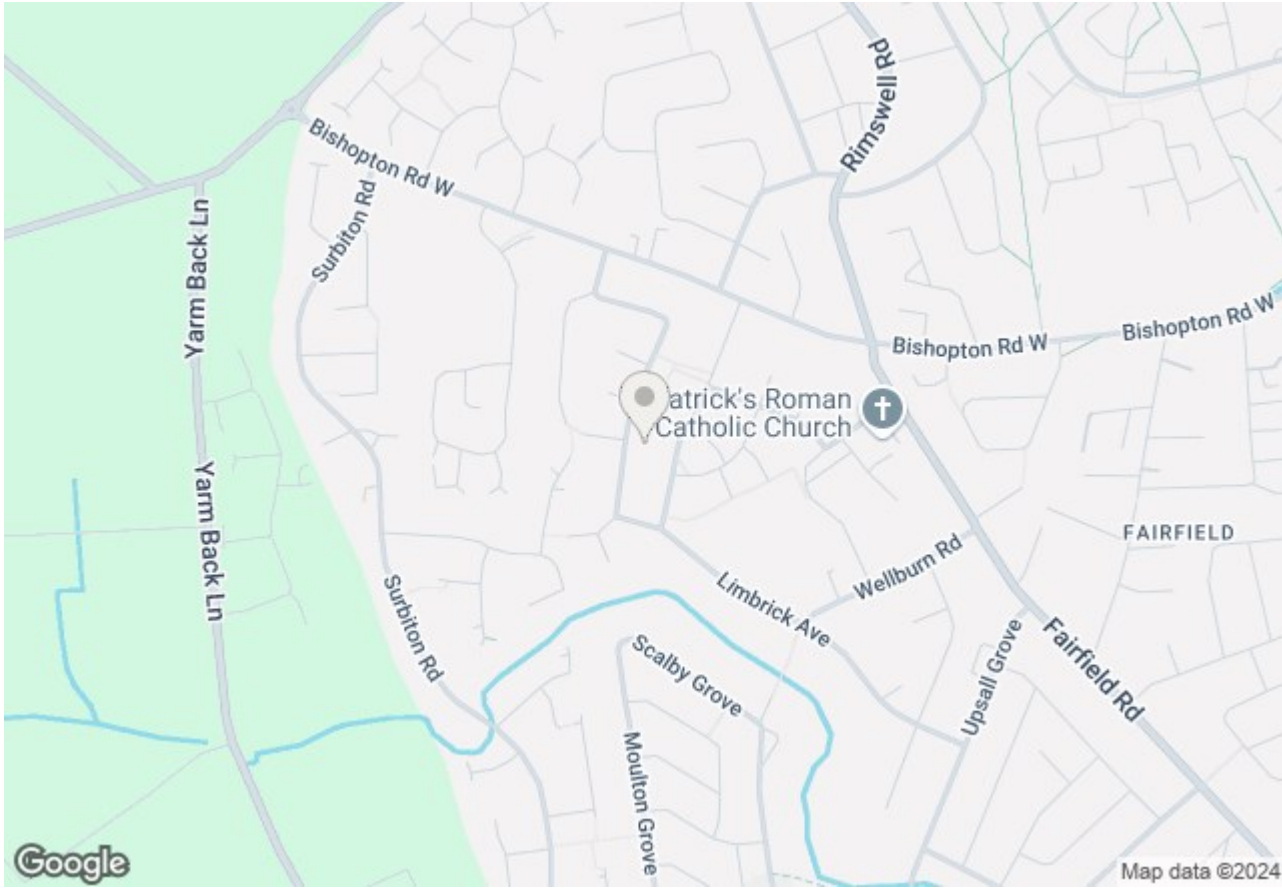 Rimswell Rd
Bishopton Rd W
Surbiton Rd
Yarm Back Ln
Bishopton Rd W
Bishopton Rd W
atrick's Roman
Catholic Church
Yarm Back Ln
FAIRFIELD
Wellburn Rd
Limbrick Ave
Surbiton Rd
Scalby Grove
Upsall Grove
Fairfield Rd
Moulton Grove
Google
Map data ©2024